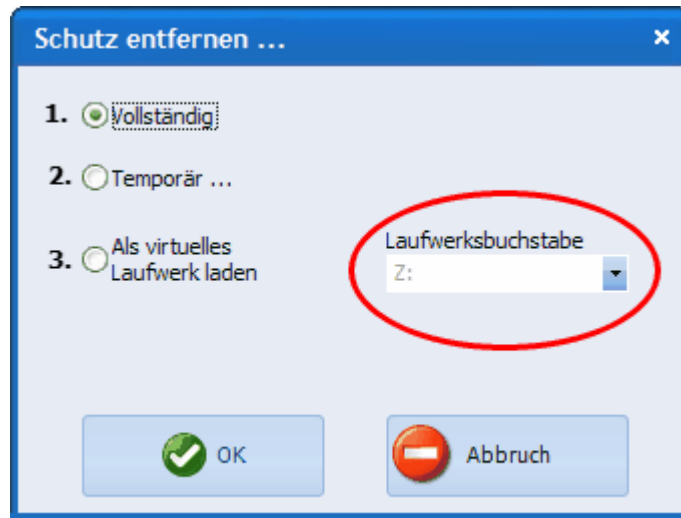 Schutz entfernen ...
1. Vollständig
2. Temporär ...
3. Als virtuelles
Laufwerk laden
Laufwerksbuchstabe
Z:
OK
Abbruch